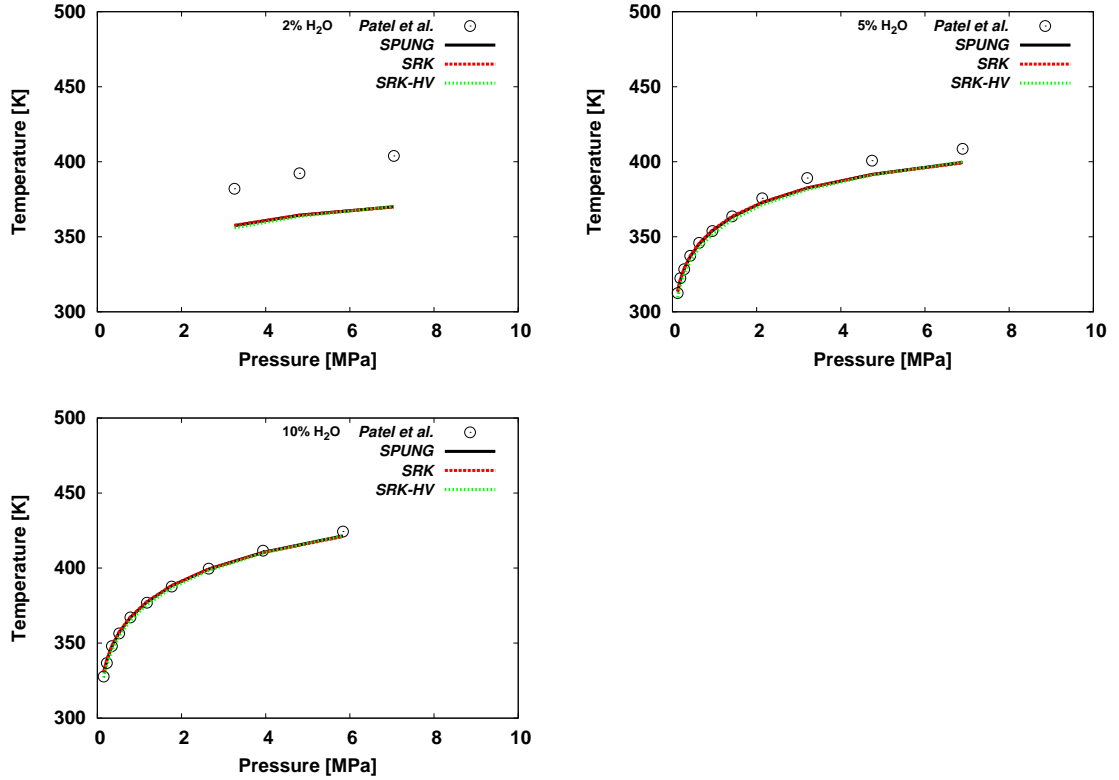 500
450
400
350
300
0 2 4 6 8 10
Temperature [K]
Pressure [MPa]
2% H₂O Patel et al.
SPUNG
SRK
SRK-HV
500
450
400
350
300
0 2 4 6 8 10
Temperature [K]
Pressure [MPa]
5% H₂O Patel et al.
SPUNG
SRK
SRK-HV
500
450
400
350
300
0 2 4 6 8 10
Temperature [K]
Pressure [MPa]
10% H₂O Patel et al.
SPUNG
SRK
SRK-HV